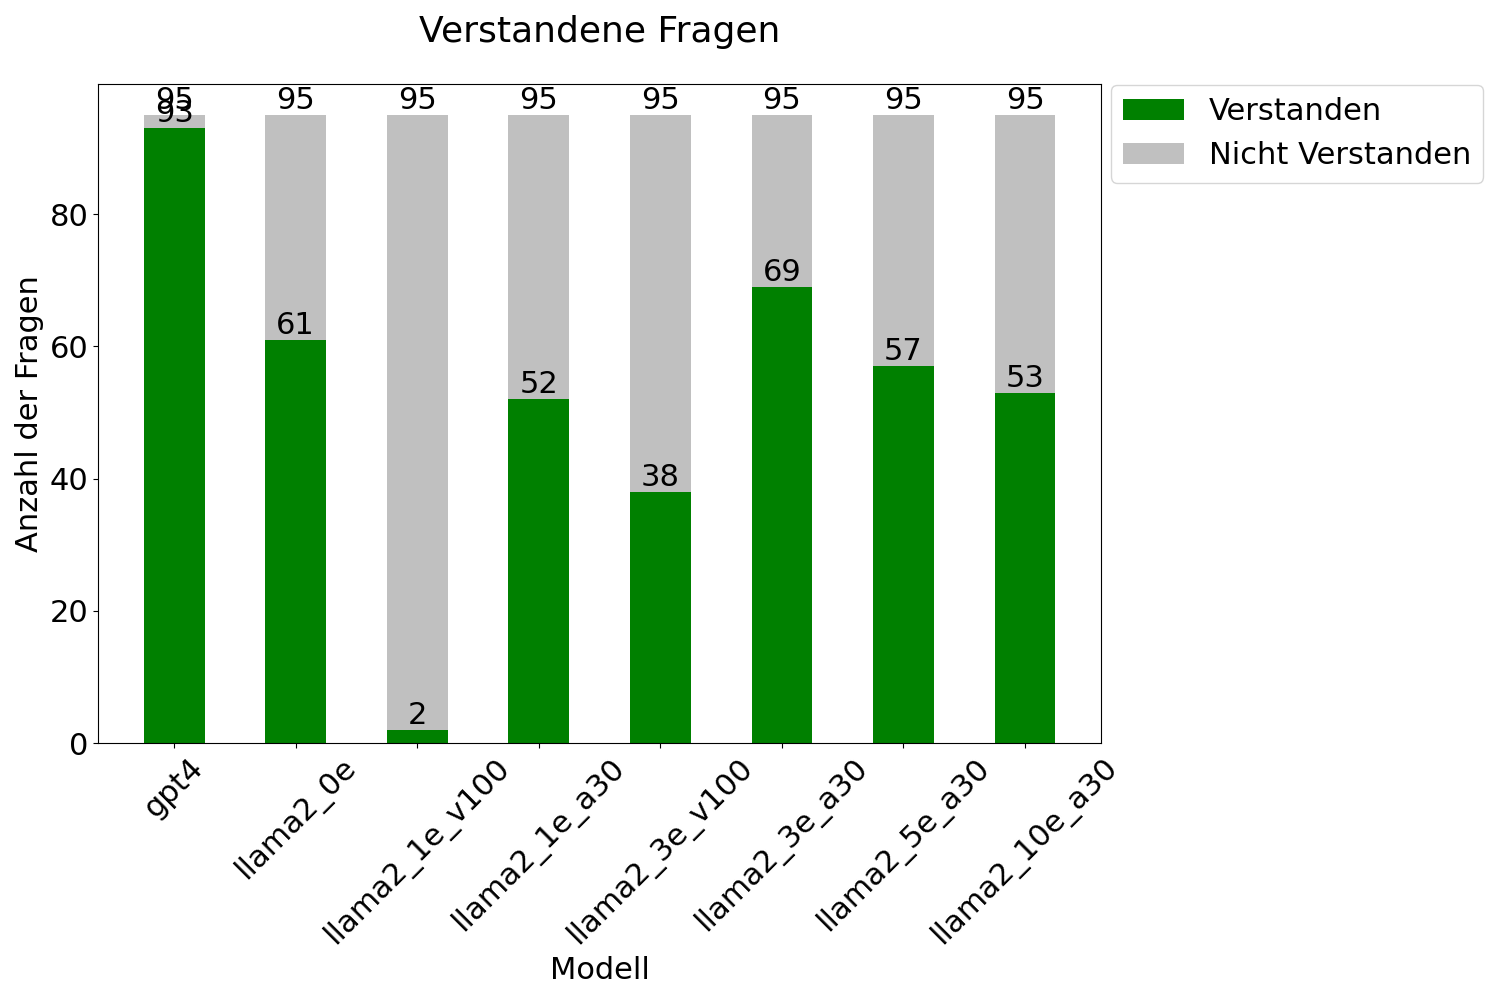 Verstandene Fragen
95 95 95 95 95 95 95 95
93
61
2
52
38
69
57
53
Verstanden
Nicht Verstanden
Anzahl der Fragen
80
60
40
20
0
gpt4
llama2_0e
llama2_1e_v100
llama2_1e_a30
llama2_3e_v100
llama2_3e_a30
llama2_5e_a30
llama2_10e_a30
Modell